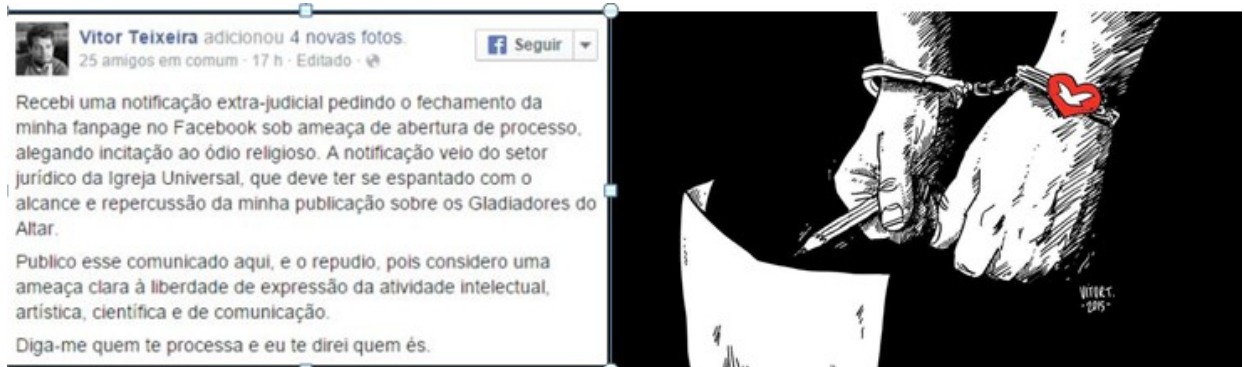 Vitor Teixeira adicionou 4 novas fotos.
25 amigos em comum · 17 h · Editado ·
Seguir
Recebi uma notificação extra-judicial pedindo o fechamento da
minha fanpage no Facebook sob ameaça de abertura de processo,
alegando incitação ao ódio religioso. A notificação veio do setor
jurídico da Igreja Universal, que deve ter se espantado com o
alcance e repercussão da minha publicação sobre os Gladiadores do
Altar.
Publico esse comunicado aqui, e o repudio, pois considero uma
ameaça clara à liberdade de expressão da atividade intelectual,
artística, científica e de comunicação.
Diga-me quem te processa e eu te direi quem és.
VITOR T.
-2015-